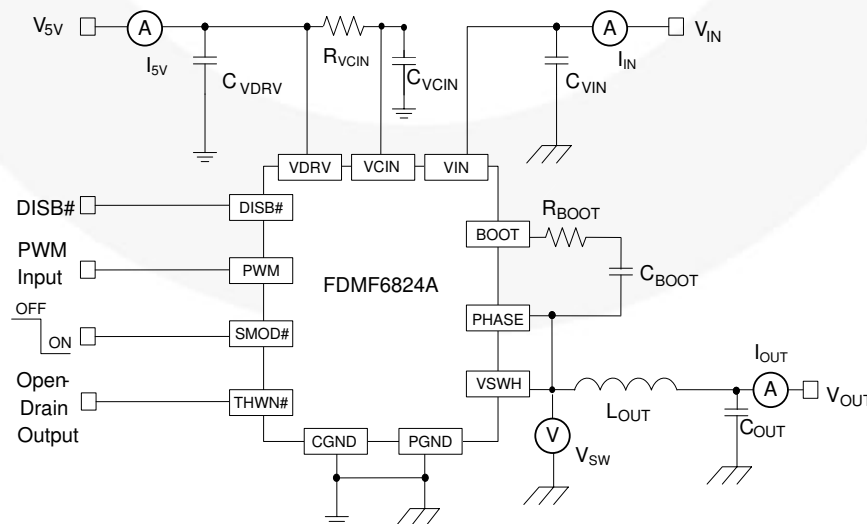 V5V
A
I5V
CVDRV
RVCIN
CVCIN
CVIN
A
IIN
VIN
VDRV
VCIN
VIN
DISB#
DISB#
PWM
Input
PWM
OFF
ON
SMOD#
Open-
Drain
Output
THWN#
FDMF6824A
BOOT
RBOOT
CBOOT
PHASE
VSWH
LOUT
IOUT
A
VOUT
COUT
V
VSW
CGND
PGND